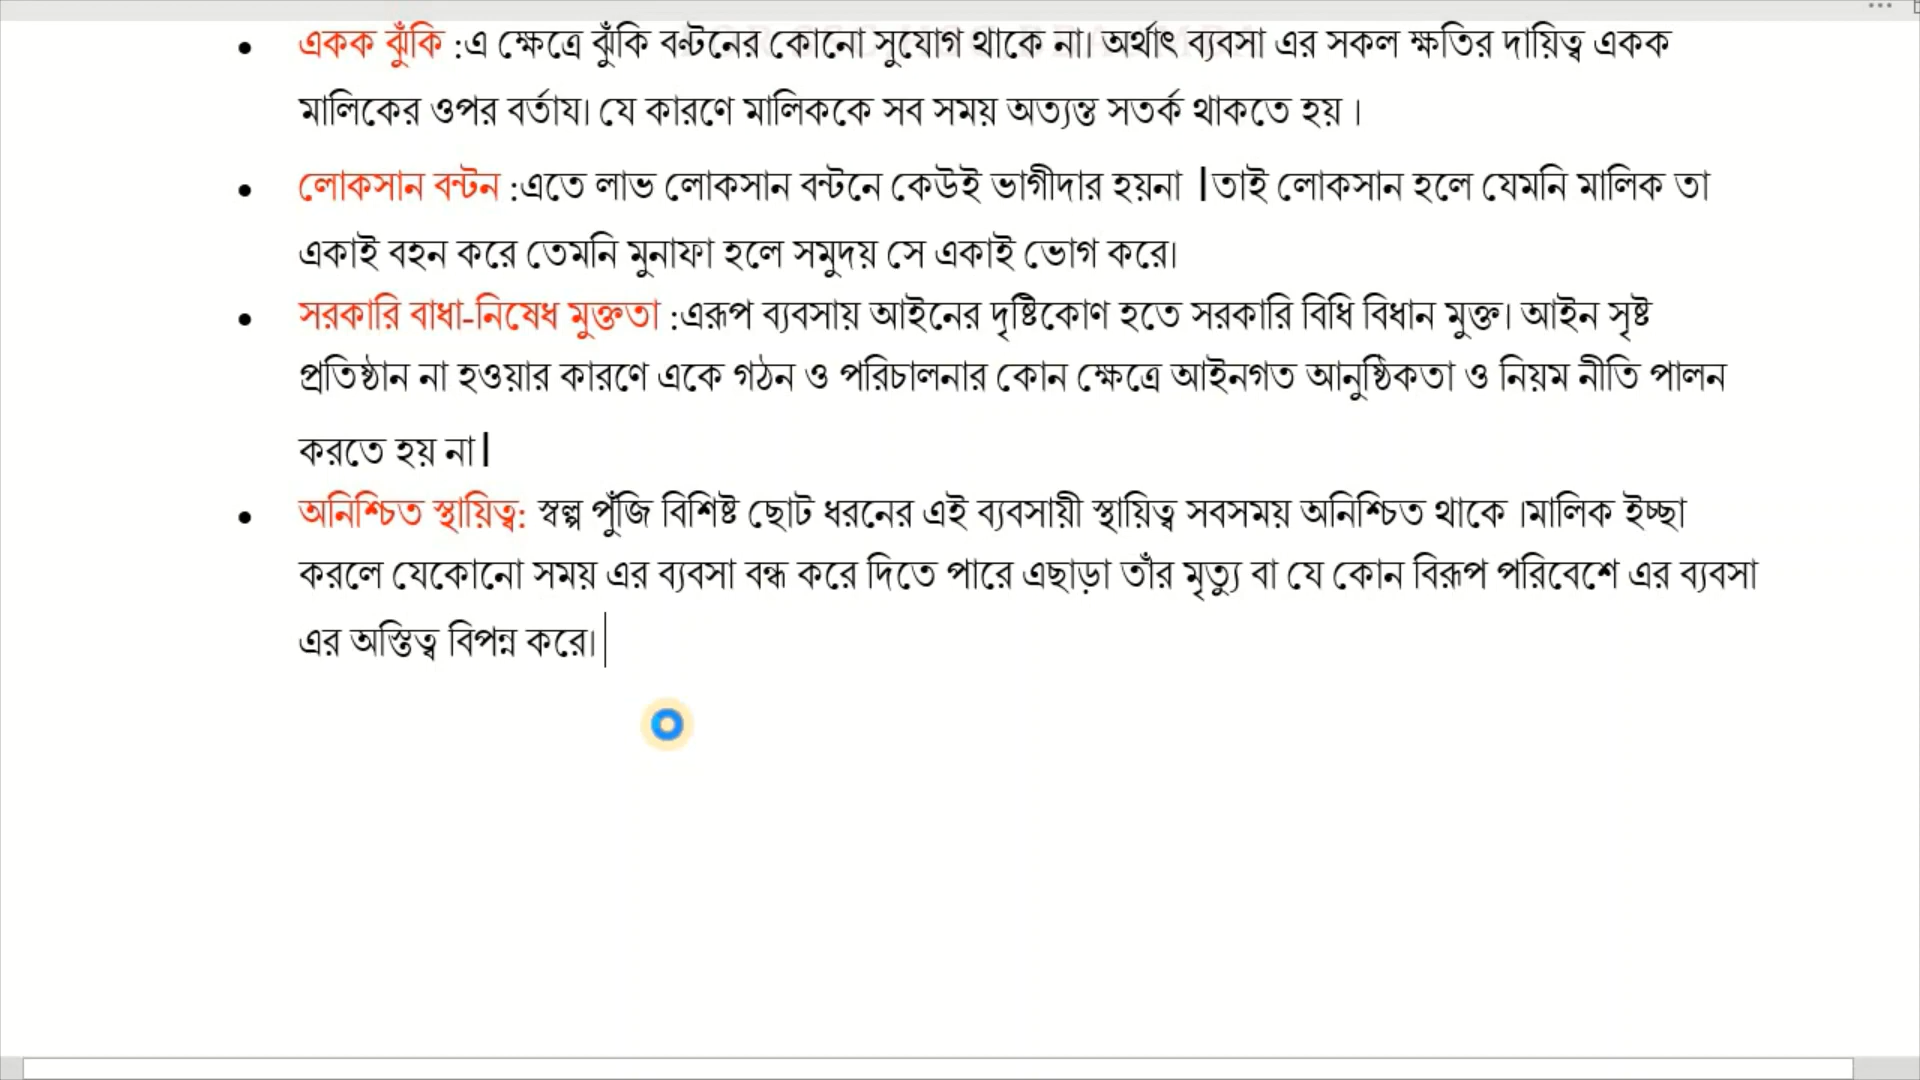 • একক ঝুঁকি :এ ক্ষেত্রে ঝুঁকি বণ্টনের কোনো সুযোগ থাকে না। অর্থাৎ ব্যবসা এর সকল ক্ষতির দায়িত্ব একক
মালিকের ওপর বর্তায। যে কারণে মালিককে সব সময় অত্যন্ত সতর্ক থাকতে হয় ।
• লোকসান বন্টন :এতে লাভ লোকসান বন্টনে কেউই ভাগীদার হয়না ।তাই লোকসান হলে যেমনি মালিক তা
একাই বহন করে তেমনি মুনাফা হলে সমুদয় সে একাই ভোগ করে।
• সরকারি বাধা-নিষেধ মুক্ততা :এরূপ ব্যবসায় আইনের দৃষ্টিকোণ হতে সরকারি বিধি বিধান মুক্ত। আইন সৃষ্ট
প্রতিষ্ঠান না হওয়ার কারণে একে গঠন ও পরিচালনার কোন ক্ষেত্রে আইনগত আনুষ্ঠিকতা ও নিয়ম নীতি পালন
করতে হয় না।
• অনিশ্চিত স্থায়িত্ব: স্বল্প পুঁজি বিশিষ্ট ছোট ধরনের এই ব্যবসায়ী স্থায়িত্ব সবসময় অনিশ্চিত থাকে ।মালিক ইচ্ছা
করলে যেকোনো সময় এর ব্যবসা বন্ধ করে দিতে পারে এছাড়া তাঁর মৃত্যু বা যে কোন বিরূপ পরিবেশে এর ব্যবসা
এর অস্তিত্ব বিপন্ন করে।